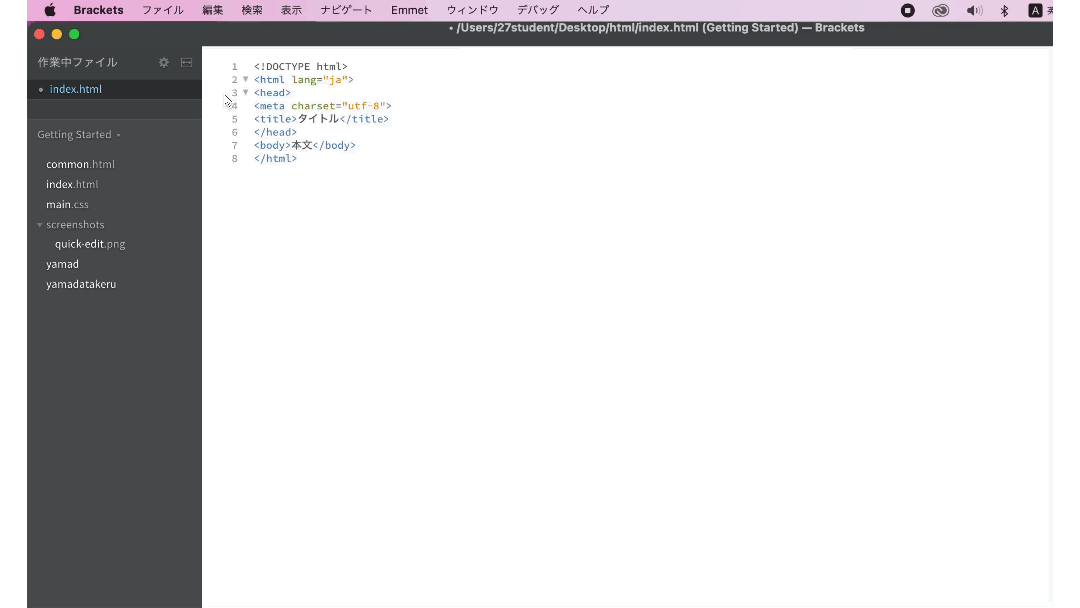 Brackets ファイル 編集 検索 表示 ナビゲート Emmet ウィンドウ デバッグ ヘルプ A
• /Users/27student/Desktop/html/index.html (Getting Started) — Brackets
作業中ファイル
• index.html
Getting Started
common.html
index.html
main.css
screenshots
quick-edit.png
yamad
yamadatakeru
1 <!DOCTYPE html>
2 <html lang="ja">
3 <head>
4 <meta charset="utf-8">
5 <title>タイトル</title>
6 </head>
7 <body>本文</body>
8 </html>